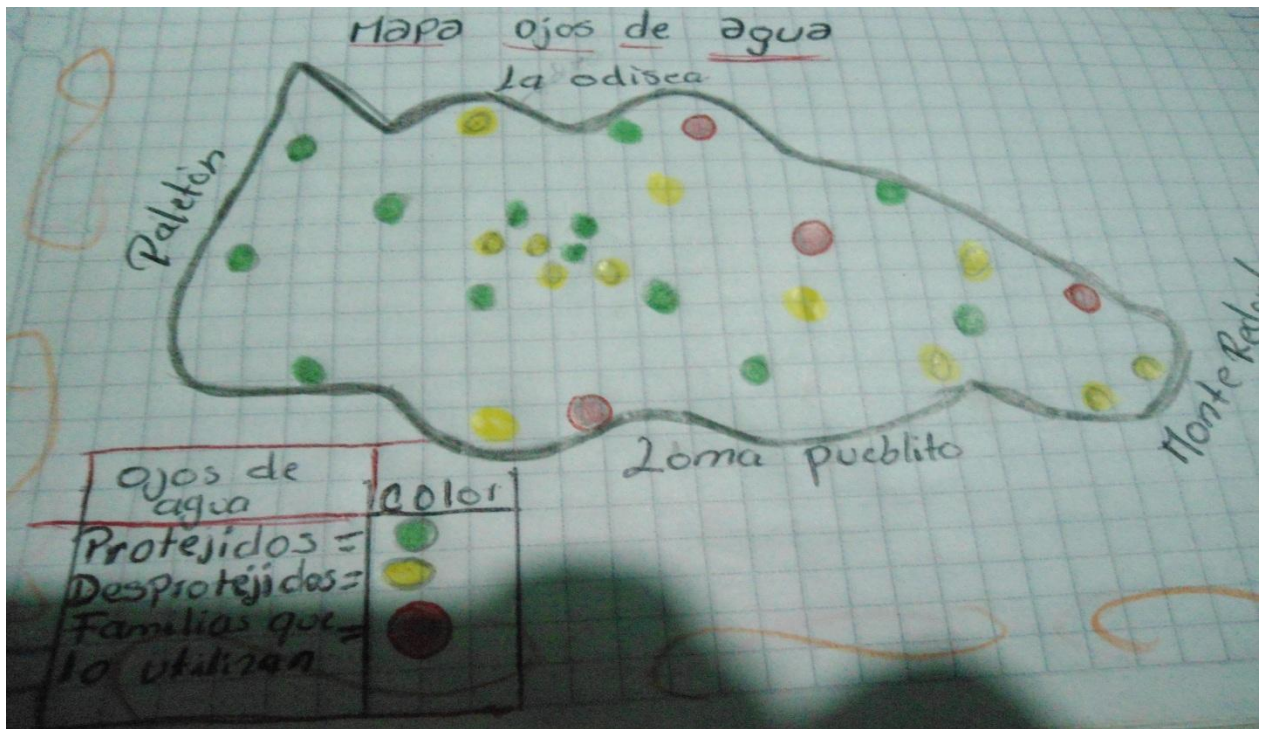 Mapa ojos de agua
La odisea
Paletón
Loma pueblito
Monte
Ojos de
agua
color
Protejidos =
Desprotejidos=
Familias que =
lo utilizan